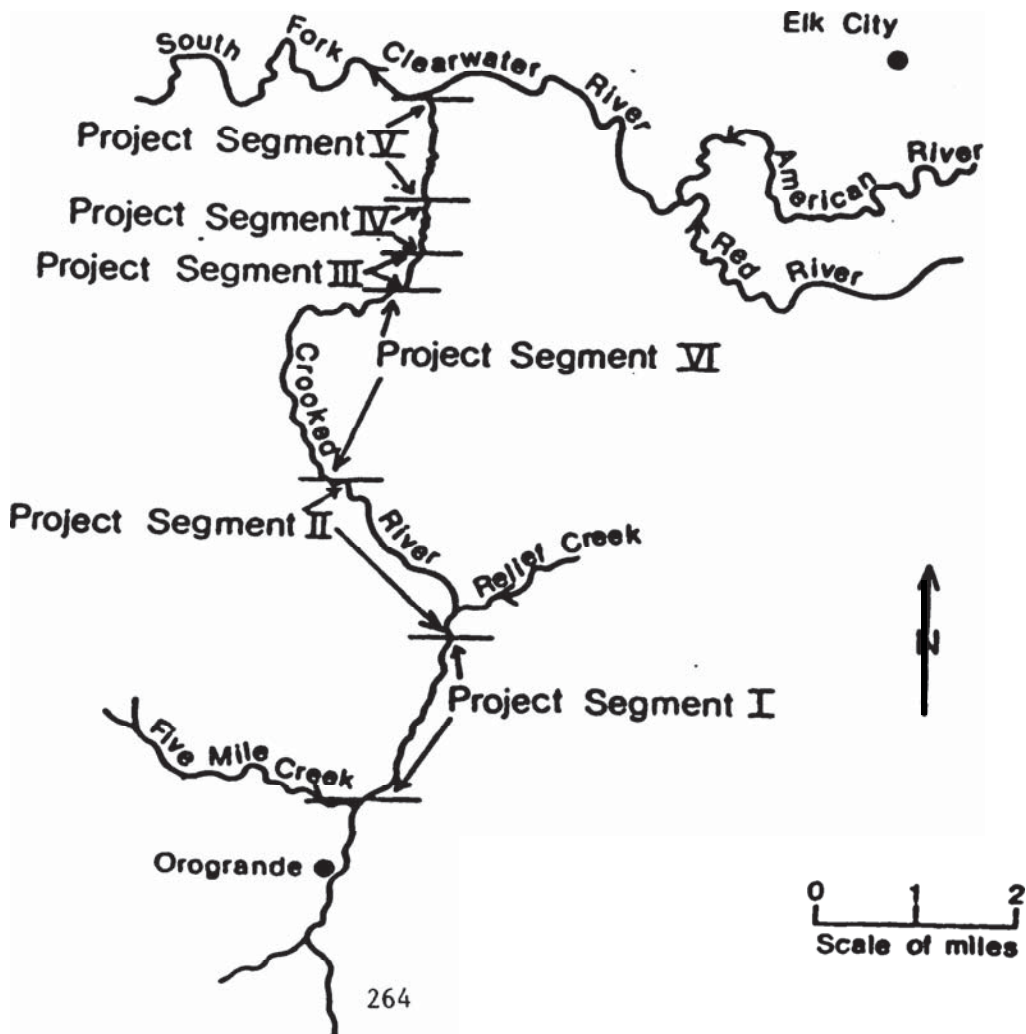 Elk City
South Fork Clearwater River
American River
Red River
Project Segment V
Project Segment IV
Project Segment III
Project Segment VI
Crooked River
Project Segment II
Relief Creek
N
Project Segment I
Five Mile Creek
Orogrande
0 1 2
Scale of miles
264